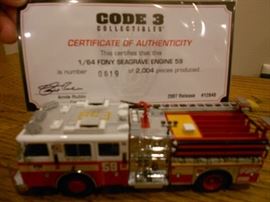 CODE 3
COLLECTIBLES
CERTIFICATE OF AUTHENTICITY
This certifies that the
1/64 FDNY SEAGRAVE ENGINE 59
is number 0619 of 2,004 pieces produced.
2007 Release #12840
59